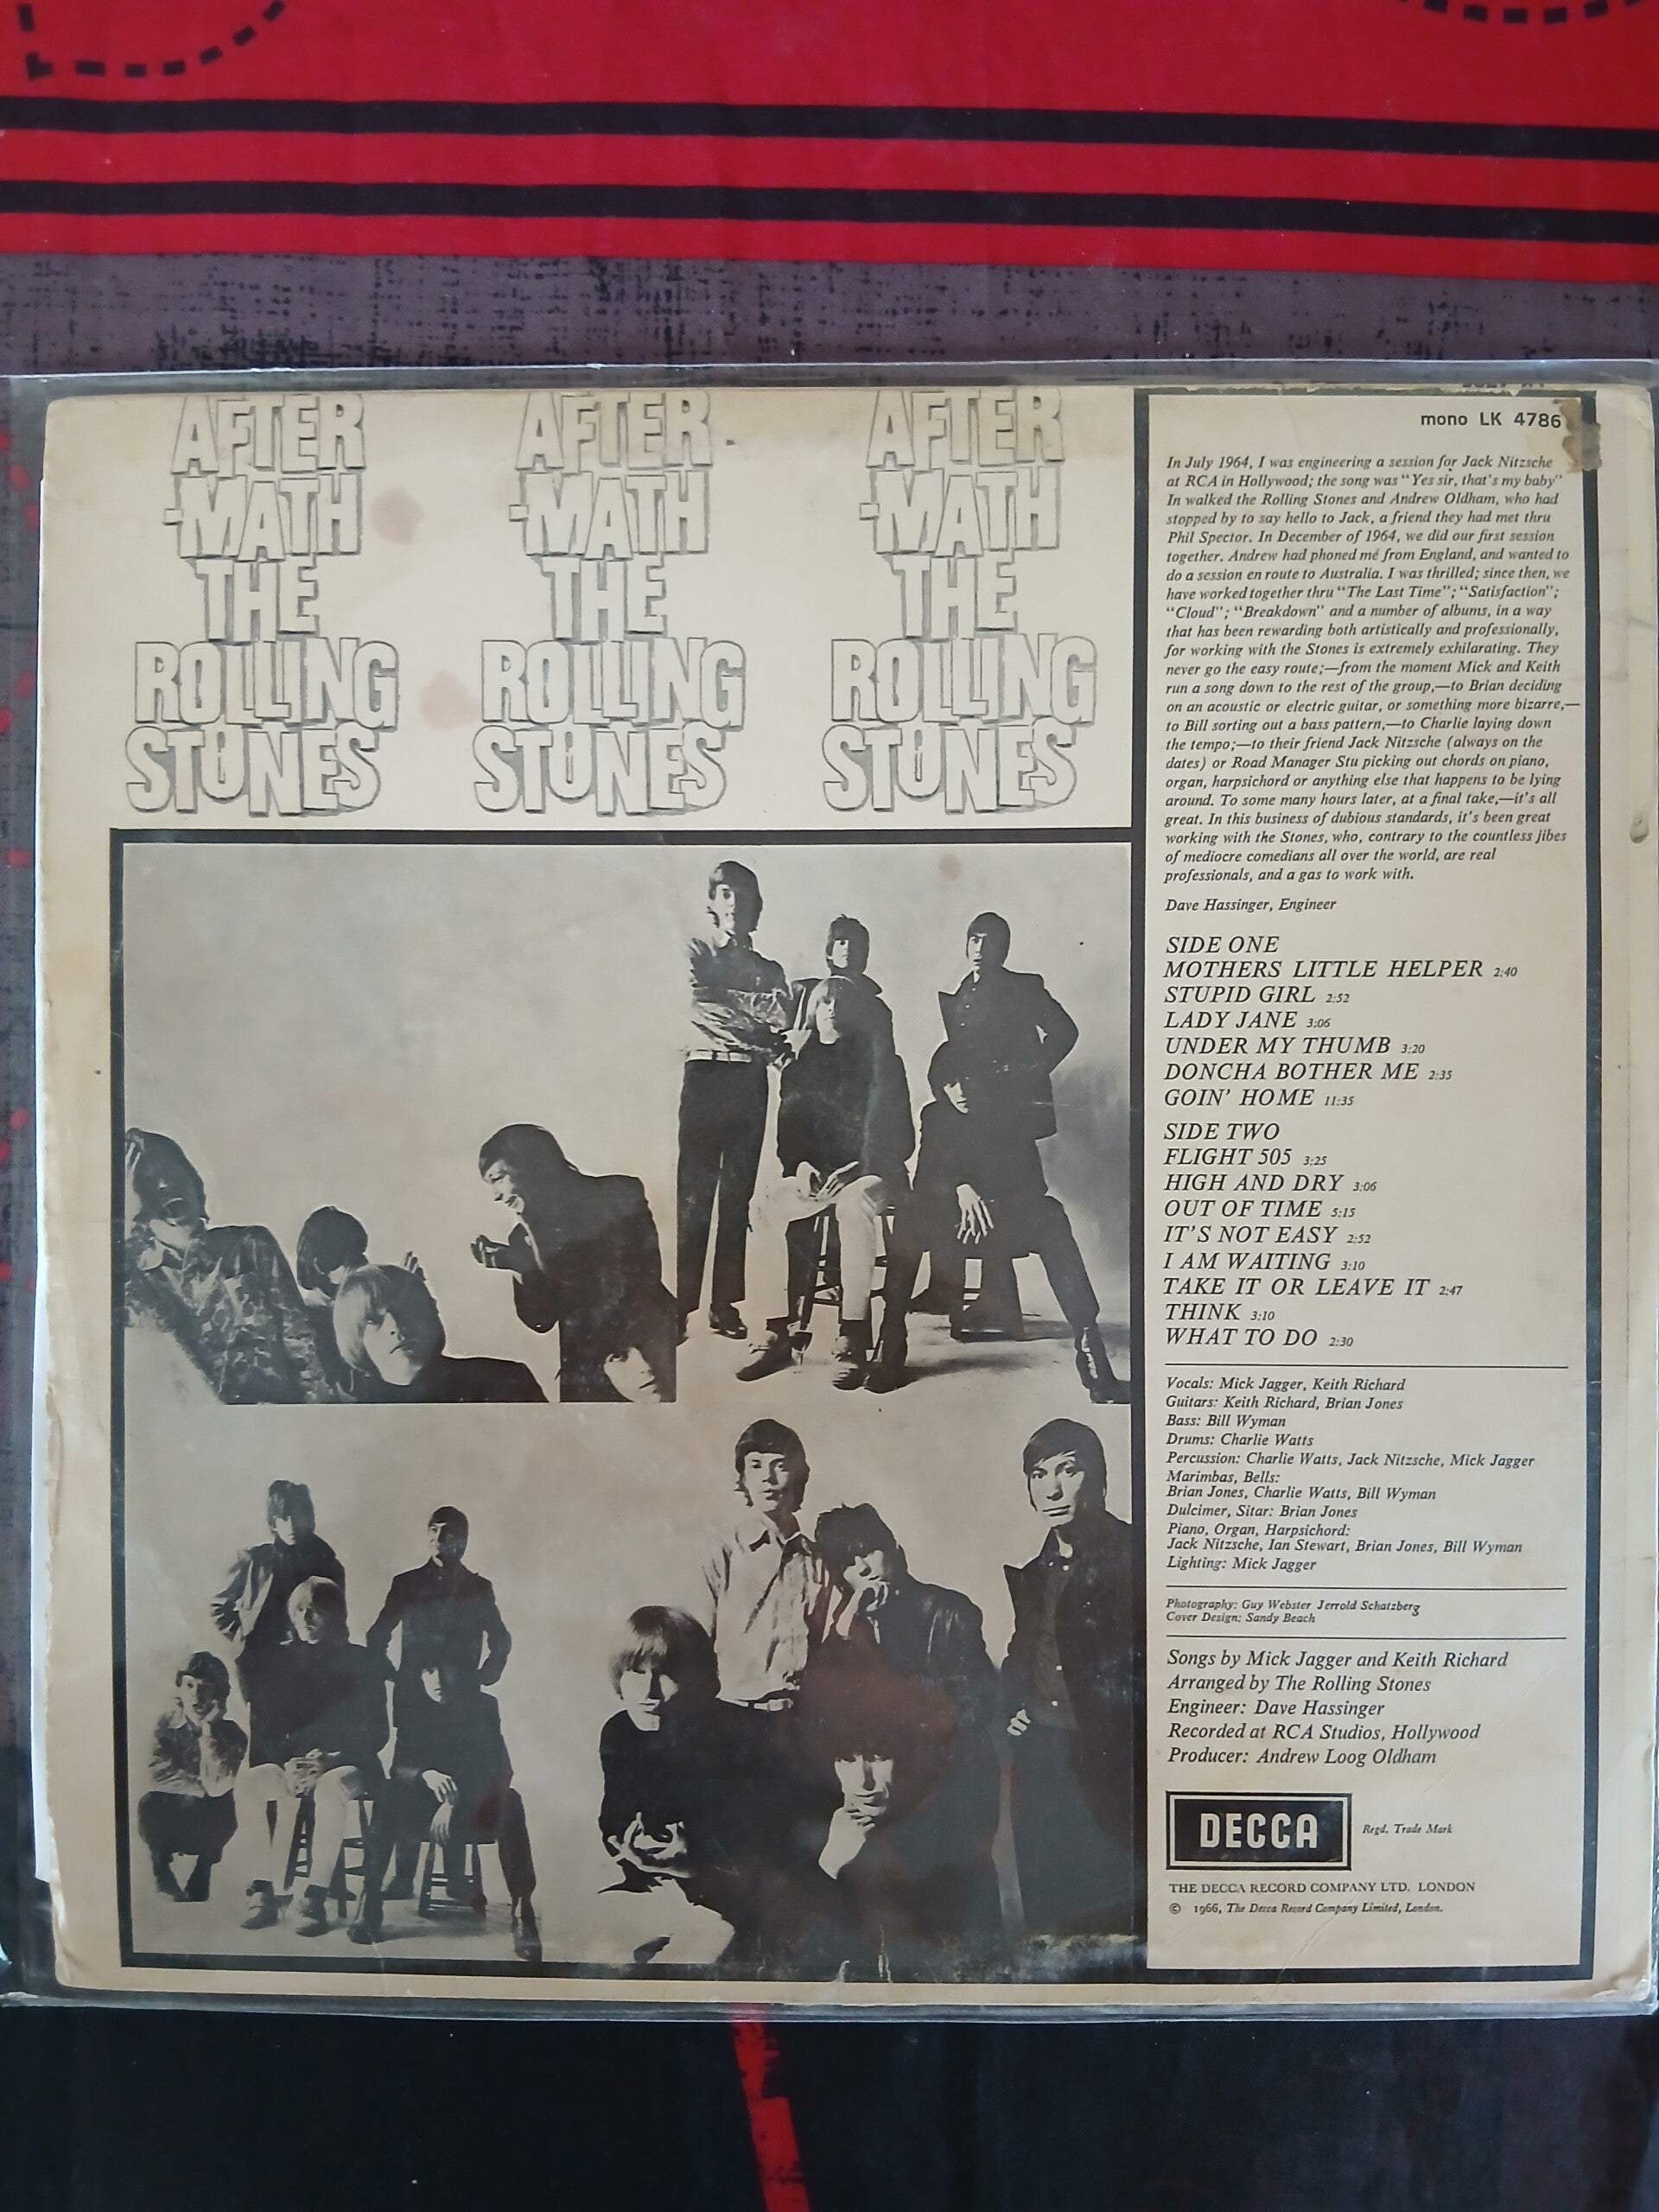 AFTER
-MATH
THE
ROLLING
STONES
AFTER
-MATH
THE
ROLLING
STONES
AFTER
-MATH
THE
ROLLING
STONES
mono LK 4786
In July 1964, I was engineering a session for Jack Nitzsche
at RCA in Hollywood; the song was "Yes sir, that's my baby"
In walked the Rolling Stones and Andrew Oldham, who had
stopped by to say hello to Jack, a friend they had met thru
Phil Spector. In December of 1964, we did our first session
together. Andrew had phoned me from England, and wanted to
do a session en route to Australia. I was thrilled; since then, we
have worked together thru "The Last Time"; "Satisfaction";
"Cloud"; "Breakdown" and a number of albums, in a way
that has been rewarding both artistically and professionally,
for working with the Stones is extremely exhilarating. They
never go the easy route;—from the moment Mick and Keith
run a song down to the rest of the group,—to Brian deciding
on an acoustic or electric guitar, or something more bizarre,—
to Bill sorting out a bass pattern,—to Charlie laying down
the tempo;—to their friend Jack Nitzsche (always on the
dates) or Road Manager Stu picking out chords on piano,
organ, harpsichord or anything else that happens to be lying
around. To some many hours later, at a final take,—it's all
great. In this business of dubious standards, it's been great
working with the Stones, who, contrary to the countless jibes
of mediocre comedians all over the world, are real
professionals, and a gas to work with.
Dave Hassinger, Engineer
SIDE ONE
MOTHERS LITTLE HELPER 2:40
STUPID GIRL 2:52
LADY JANE 3:06
UNDER MY THUMB 3:20
DONCHA BOTHER ME 2:35
GOIN' HOME 11:35
SIDE TWO
FLIGHT 505 3:25
HIGH AND DRY 3:06
OUT OF TIME 5:15
IT'S NOT EASY 2:52
I AM WAITING 3:10
TAKE IT OR LEAVE IT 2:47
THINK 3:10
WHAT TO DO 2:30
Vocals: Mick Jagger, Keith Richard
Guitars: Keith Richard, Brian Jones
Bass: Bill Wyman
Drums: Charlie Watts
Percussion: Charlie Watts, Jack Nitzsche, Mick Jagger
Marimbas, Bells:
Brian Jones, Charlie Watts, Bill Wyman
Dulcimer, Sitar: Brian Jones
Piano, Organ, Harpsichord:
Jack Nitzsche, Ian Stewart, Brian Jones, Bill Wyman
Lighting: Mick Jagger
Photography: Guy Webster Jerrold Schatzberg
Cover Design: Sandy Beach
Songs by Mick Jagger and Keith Richard
Arranged by The Rolling Stones
Engineer: Dave Hassinger
Recorded at RCA Studios, Hollywood
Producer: Andrew Loog Oldham
DECCA Regd. Trade Mark
THE DECCA RECORD COMPANY LTD. LONDON
© 1966, The Decca Record Company Limited, London.